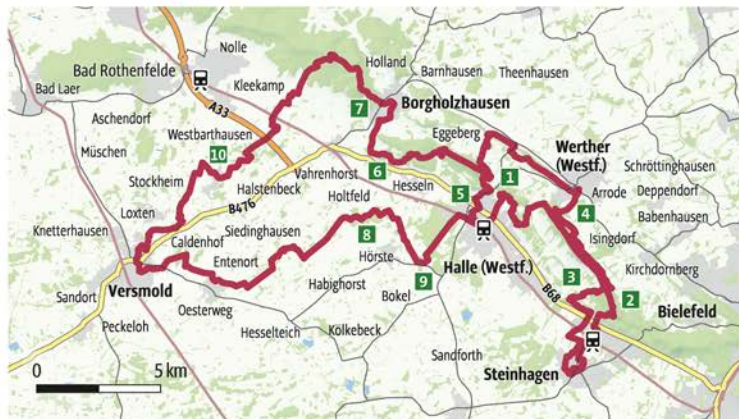 Nolle
Holland
Bad Rothenfelde
Barnhausen
Theenhausen
Bad Laer
Kleekamp
A33
7
Borgholzhausen
Aschendorf
Westbarthausen
Eggeberg
Werther
(Westf.)
Müschen
10
6
Vahrenhorst
Schröttinghausen
Stockheim
Hesseln
5
1
Arrode
Deppendorf
Halstenbeck
Holtfeld
4
Babenhausen
Loxten
B476
Knetterhausen
Siedinghausen
8
Isingdorf
Caldenhof
Entenort
Hörste
Halle (Westf.)
3
Kirchdornberg
Versmold
Habighorst
9
B68
2
Sandort
Oesterweg
Bokel
Bielefeld
Peckeloh
Hesselteich
Kölkebeck
Sandforth
Steinhagen
0
5 km